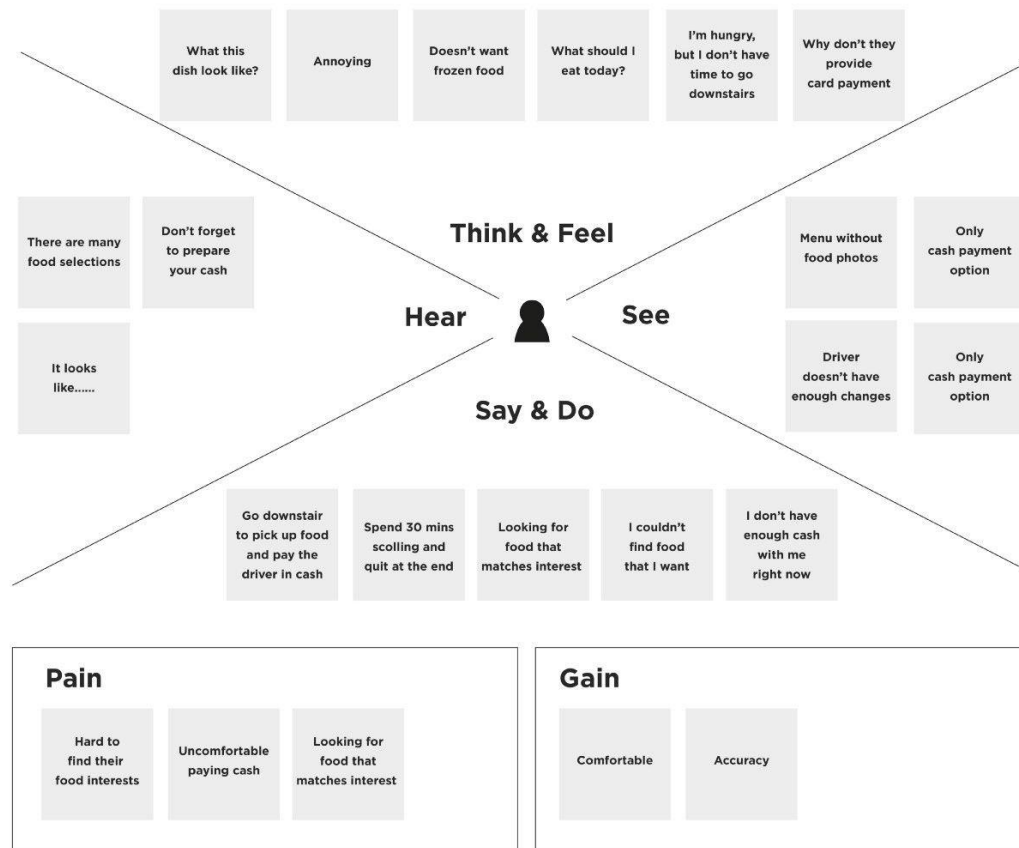 What this
dish look like?
Annoying
Doesn't want
frozen food
What should I
eat today?
I'm hungry,
but I don't have
time to go
downstairs
Why don't they
provide
card payment
Think & Feel
There are many
food selections
Don't forget
to prepare
your cash
It looks
like......
Hear
See
Menu without
food photos
Only
cash payment
option
Driver
doesn't have
enough changes
Only
cash payment
option
Say & Do
Go downstair
to pick up food
and pay the
driver in cash
Spend 30 mins
scolling and
quit at the end
Looking for
food that
matches interest
I couldn't
find food
that I want
I don't have
enough cash
with me
right now
Pain
Hard to
find their
food interests
Uncomfortable
paying cash
Looking for
food that
matches interest
Gain
Comfortable
Accuracy